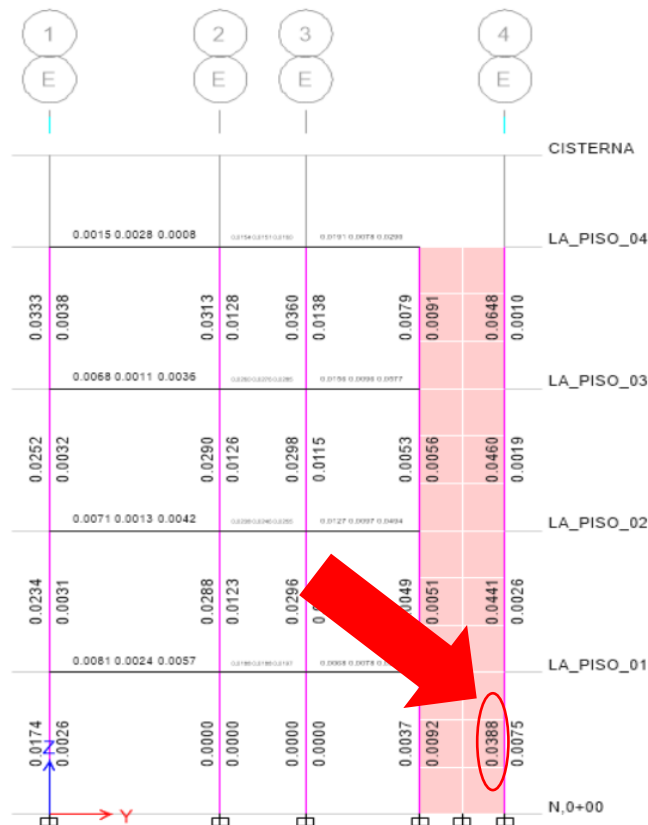 1 2 3 4
E E E E
CISTERNA
0.0015 0.0028 0.0008
LA_PISO_04
0.0333 0.0038 0.0313 0.0128 0.0360 0.0138 0.0079 0.0091 0.0648 0.0010
0.0068 0.0011 0.0036
LA_PISO_03
0.0252 0.0032 0.0290 0.0126 0.0298 0.0115 0.0053 0.0056 0.0460 0.0019
0.0071 0.0013 0.0042
LA_PISO_02
0.0234 0.0031 0.0288 0.0123 0.0296 0.0051 0.0441 0.0026
0.0081 0.0024 0.0057
LA_PISO_01
0.0174 0.0026 0.0000 0.0000 0.0000 0.0000 0.0037 0.0092 0.0388 0.0075
Z
N,0+00
Y